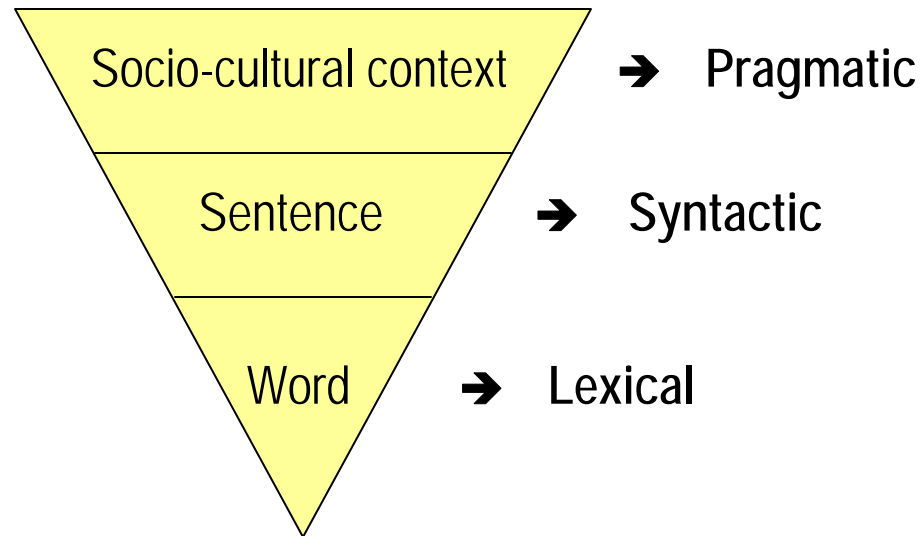 Socio-cultural context ➔ Pragmatic
Sentence ➔ Syntactic
Word ➔ Lexical